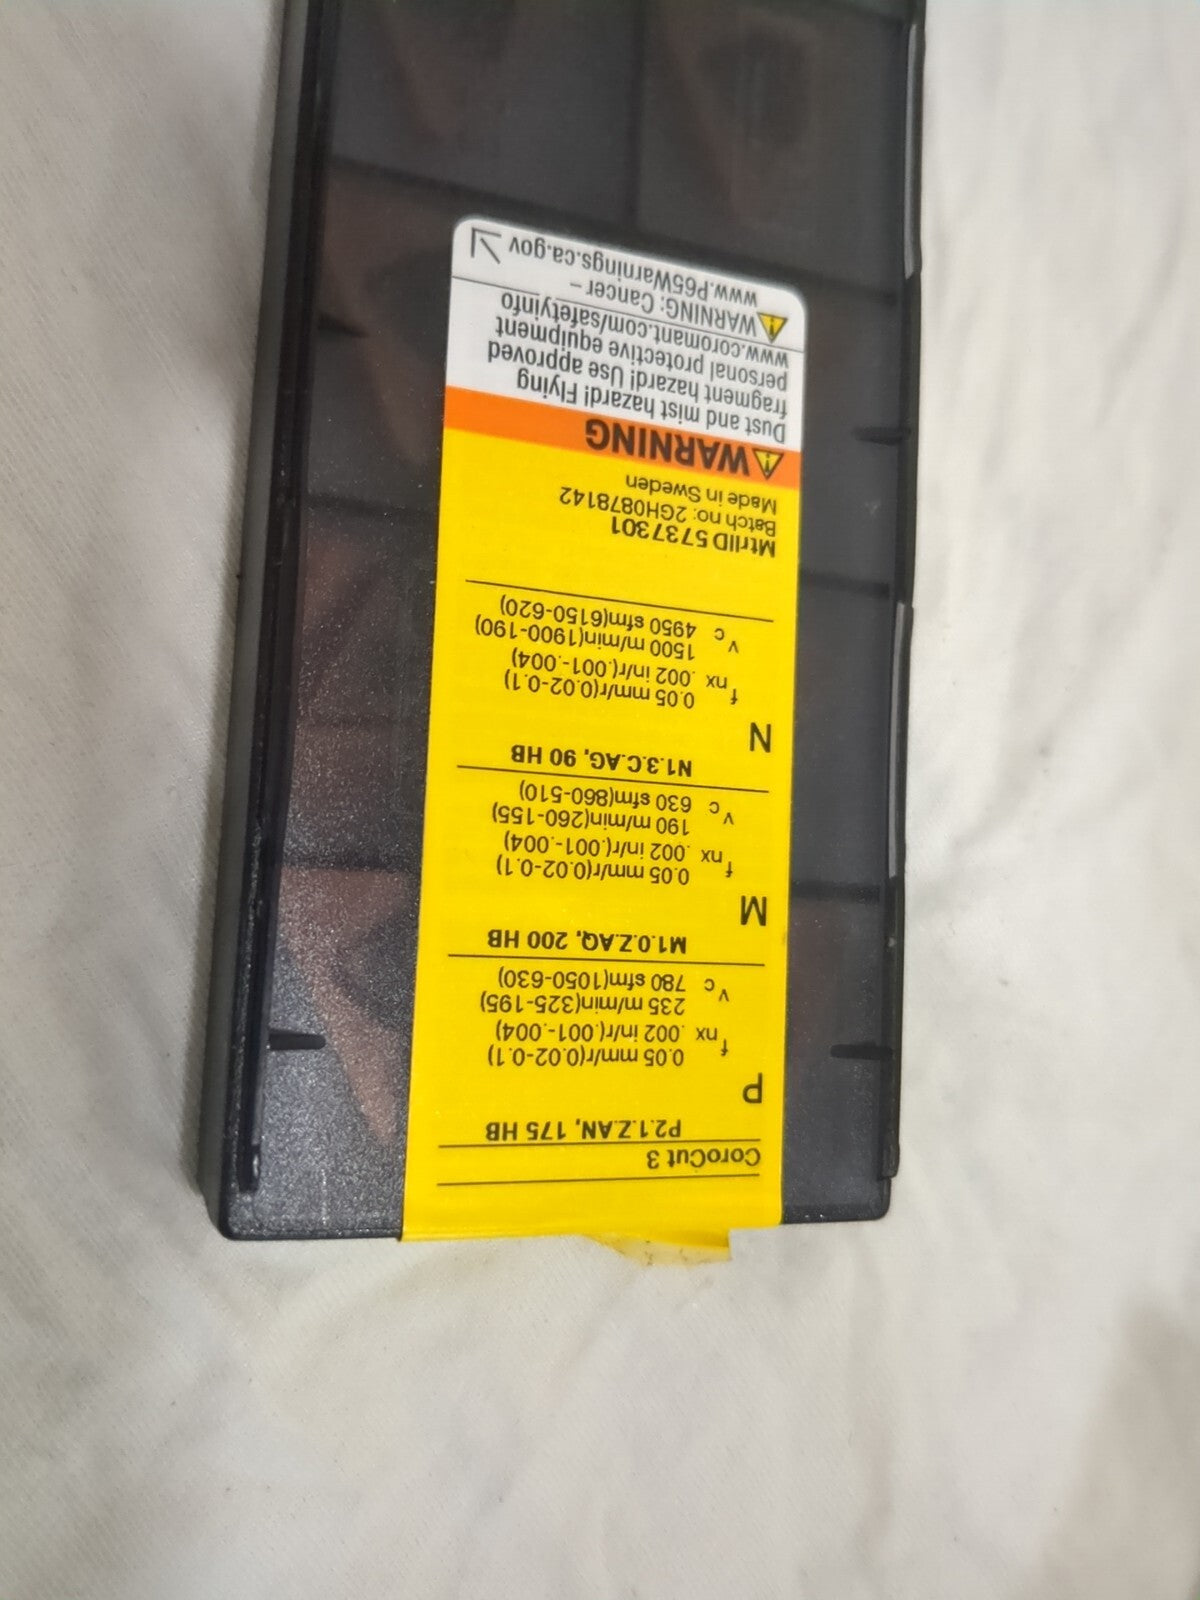 CoroCut 3
P2.1.Z.AN, 175 HB
P
fnx 0.05 mm/r(0.02-0.1)
.002 in/r(.001-.004)
vc 235 m/min(325-195)
780 sfm(1050-630)
M1.0.Z.AQ, 200 HB
M
fnx 0.05 mm/r(0.02-0.1)
.002 in/r(.001-.004)
vc 190 m/min(260-155)
630 sfm(860-510)
N1.3.C.AG, 90 HB
N
fnx 0.05 mm/r(0.02-0.1)
.002 in/r(.001-.004)
vc 1500 m/min(1900-190)
4950 sfm(6150-620)
MtrlID 5737301
Batch no: 2GH0878142
Made in Sweden
WARNING
Dust and mist hazard! Flying
fragment hazard! Use approved
personal protective equipment
www.coromant.com/safetyinfo
WARNING: Cancer –
www.P65Warnings.ca.gov